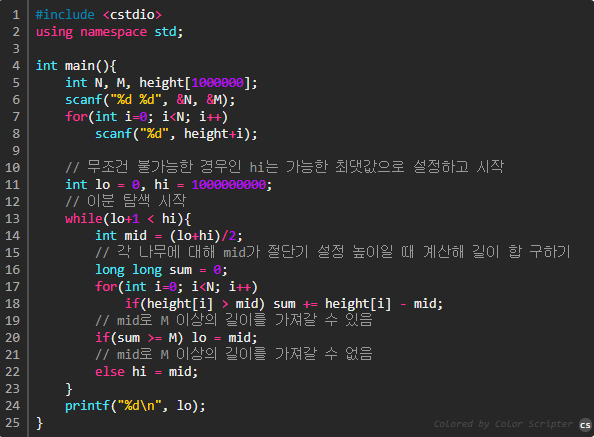 1 #include <cstdio>
2 using namespace std;
3
4 int main(){
5     int N, M, height[1000000];
6     scanf("%d %d", &N, &M);
7     for(int i=0; i<N; i++)
8         scanf("%d", height+i);
9
10     // 무조건 불가능한 경우인 hi는 가능한 최댓값으로 설정하고 시작
11     int lo = 0, hi = 1000000000;
12     // 이분 탐색 시작
13     while(lo+1 < hi){
14         int mid = (lo+hi)/2;
15         // 각 나무에 대해 mid가 절단기 설정 높이일 때 계산해 길이 합 구하기
16         long long sum = 0;
17         for(int i=0; i<N; i++)
18             if(height[i] > mid) sum += height[i] - mid;
19         // mid로 M 이상의 길이를 가져갈 수 있음
20         if(sum >= M) lo = mid;
21         // mid로 M 이상의 길이를 가져갈 수 없음
22         else hi = mid;
23     }
24     printf("%d\n", lo);
25 }
Colored by Color Scripter cs